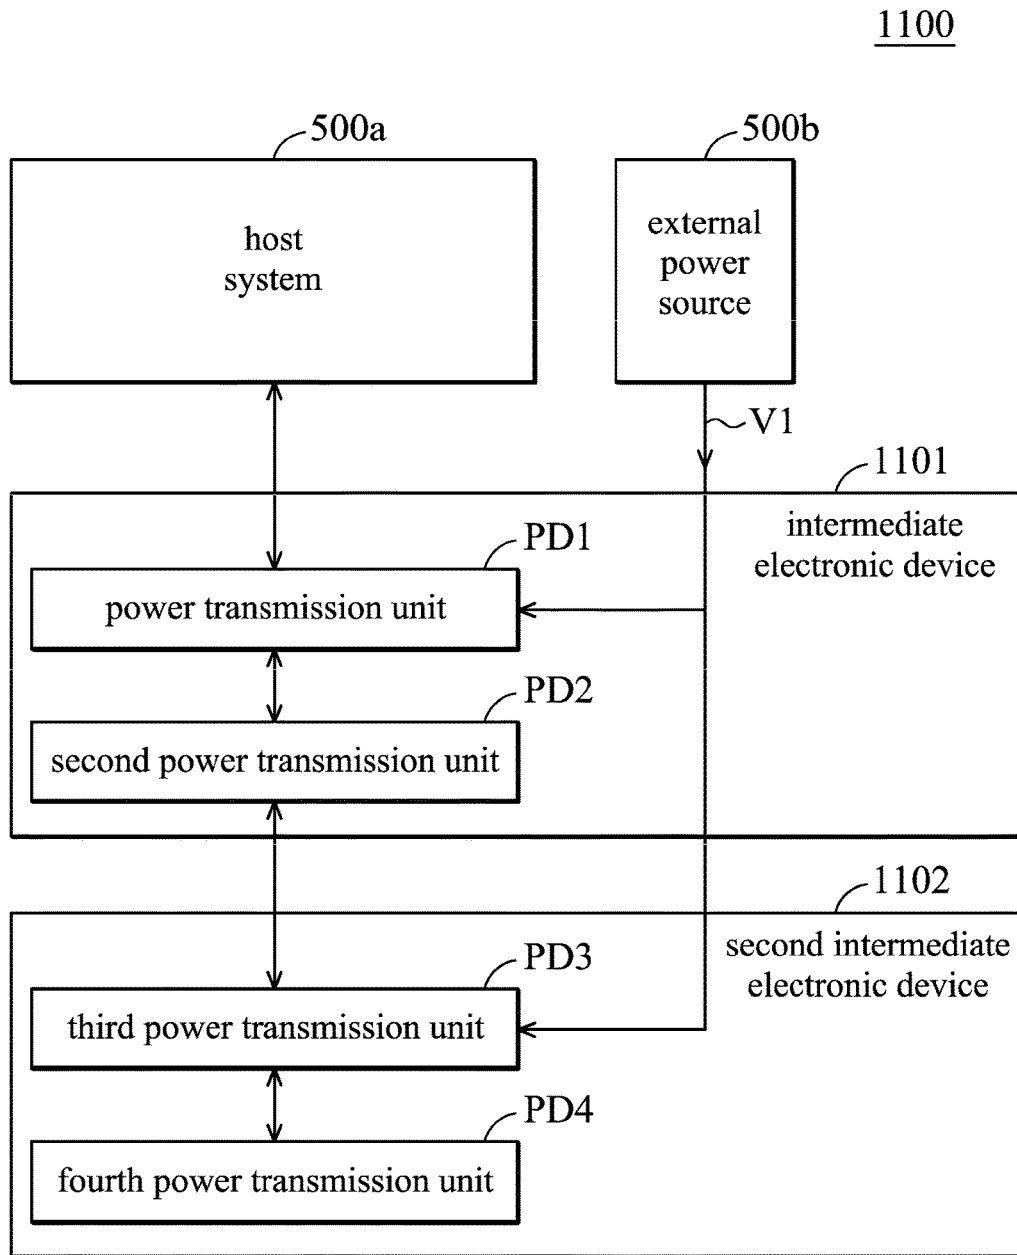 1100
500a
500b
host
system
external
power
source
V1
1101
intermediate
electronic device
PD1
power transmission unit
PD2
second power transmission unit
1102
second intermediate
electronic device
PD3
third power transmission unit
PD4
fourth power transmission unit